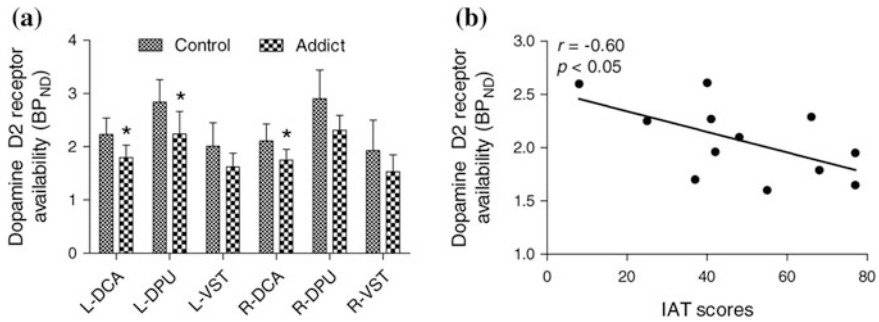 (a)
Dopamine D2 receptor
availability (BPND)
4
3
2
1
0
Control
Addict
*
*
*
L-DCA
L-DPU
L-VST
R-DCA
R-DPU
R-VST
(b)
Dopamine D2 receptor
availability (BPND)
3.0
2.5
2.0
1.5
1.0
r = -0.60
p < 0.05
0
20
40
60
80
IAT scores